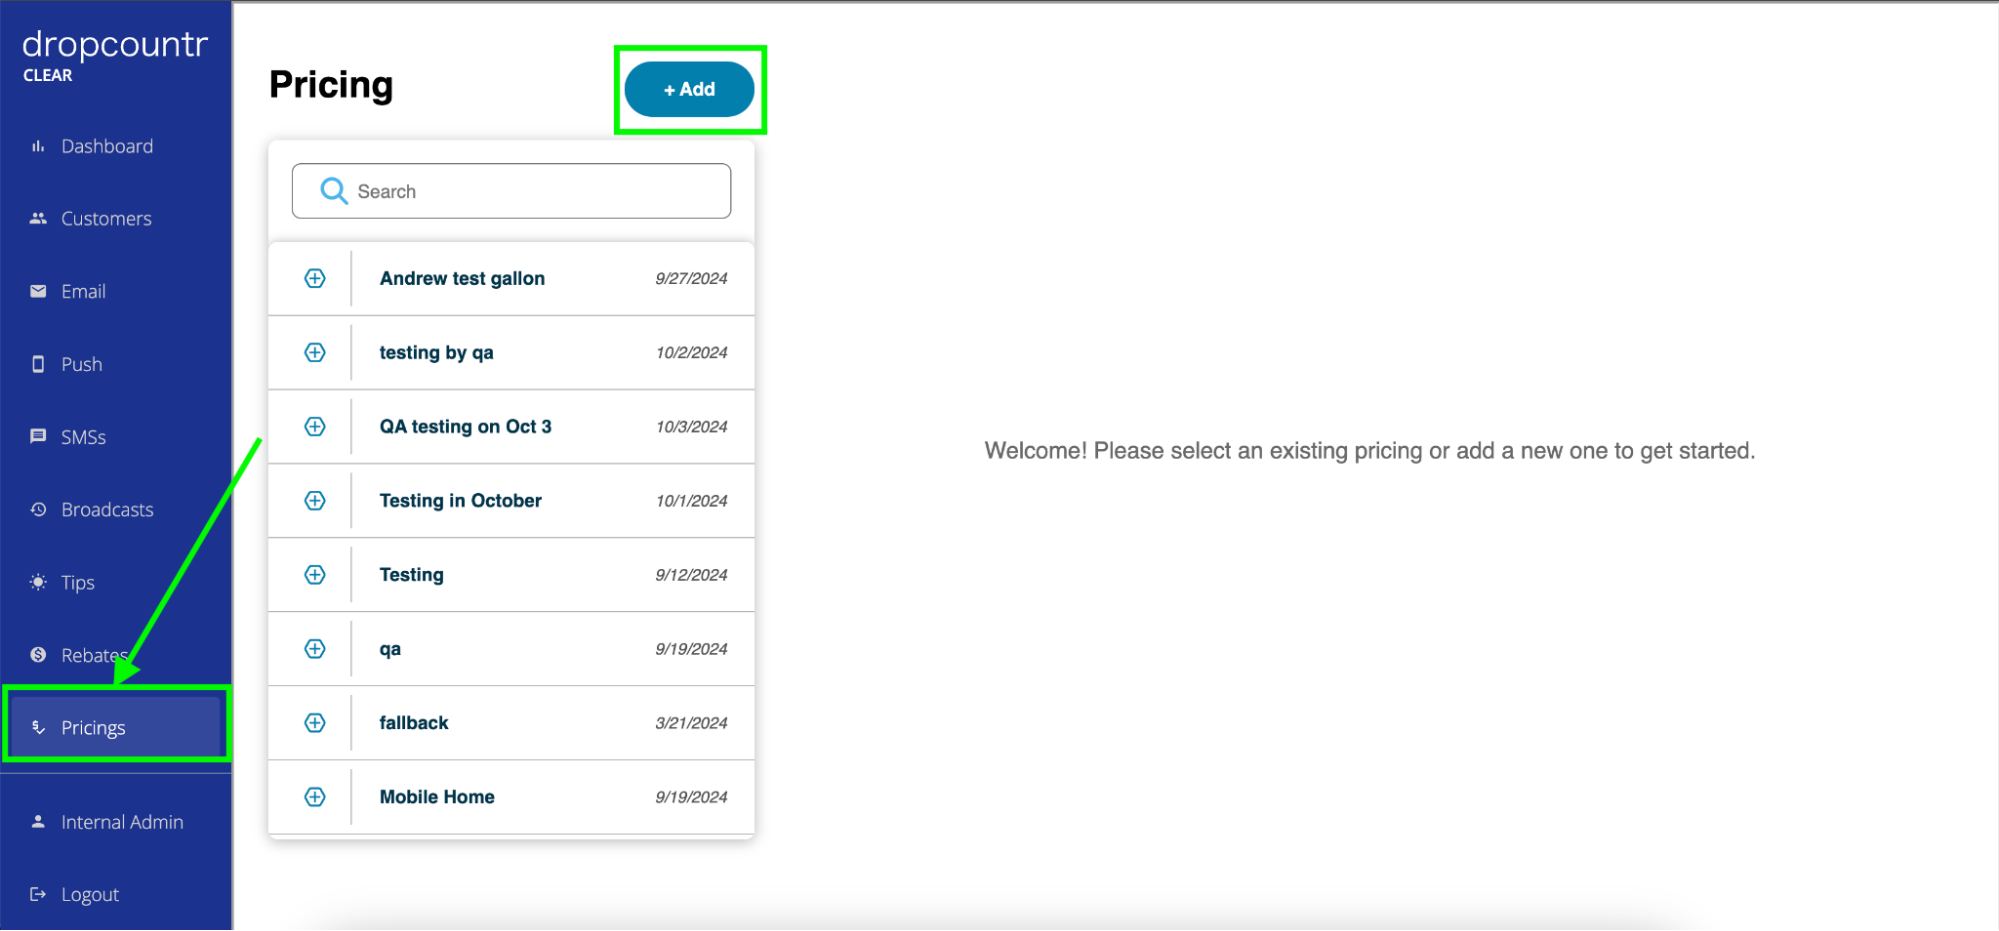 dropcountr
CLEAR
Dashboard
Customers
Email
Push
SMSs
Broadcasts
Tips
Rebates
Pricings
Internal Admin
Logout
Pricing
+ Add
Search
Andrew test gallon 9/27/2024
testing by qa 10/2/2024
QA testing on Oct 3 10/3/2024
Testing in October 10/1/2024
Testing 9/12/2024
qa 9/19/2024
fallback 3/21/2024
Mobile Home 9/19/2024
Welcome! Please select an existing pricing or add a new one to get started.